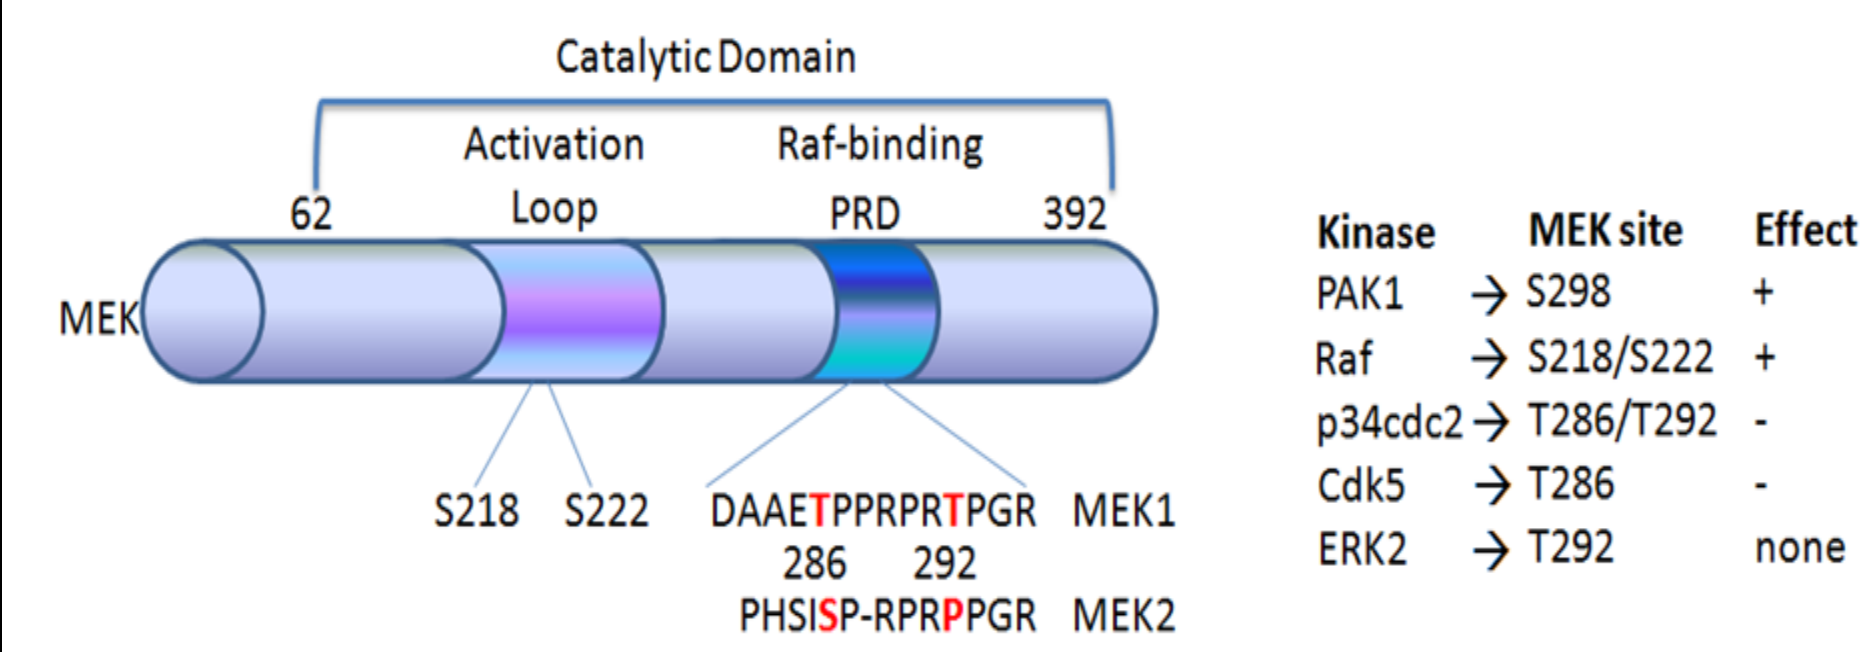 Catalytic Domain
Activation Raf-binding
62 Loop PRD 392
MEK
S218 S222 DAAETPPRPRTPGR MEK1
286 292
PHSISP-RPRPPGR MEK2
Kinase MEK site Effect
PAK1 → S298 +
Raf → S218/S222 +
p34cdc2 → T286/T292 -
Cdk5 → T286 -
ERK2 → T292 none